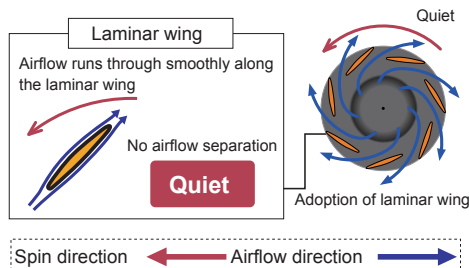 Laminar wing
Airflow runs through smoothly along
the laminar wing
No airflow separation
Quiet
Quiet
Adoption of laminar wing
Spin direction
Airflow direction